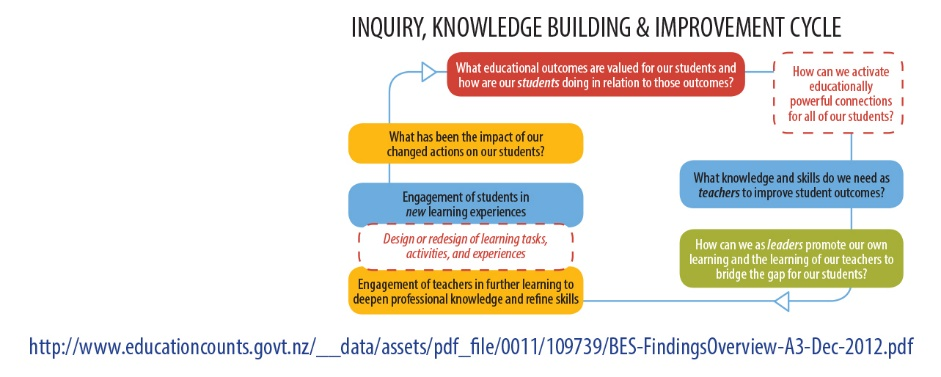 INQUIRY, KNOWLEDGE BUILDING & IMPROVEMENT CYCLE
What educational outcomes are valued for our students and
how are our students doing in relation to those outcomes?
How can we activate
educationally
powerful connections
for all of our students?
What knowledge and skills do we need as
teachers to improve student outcomes?
How can we as leaders promote our own
learning and the learning of our teachers to
bridge the gap for our students?
Engagement of teachers in further learning to
deepen professional knowledge and refine skills
Design or redesign of learning tasks,
activities, and experiences
Engagement of students in
new learning experiences
What has been the impact of our
changed actions on our students?
http://www.educationcounts.govt.nz/__data/assets/pdf_file/0011/109739/BES-FindingsOverview-A3-Dec-2012.pdf